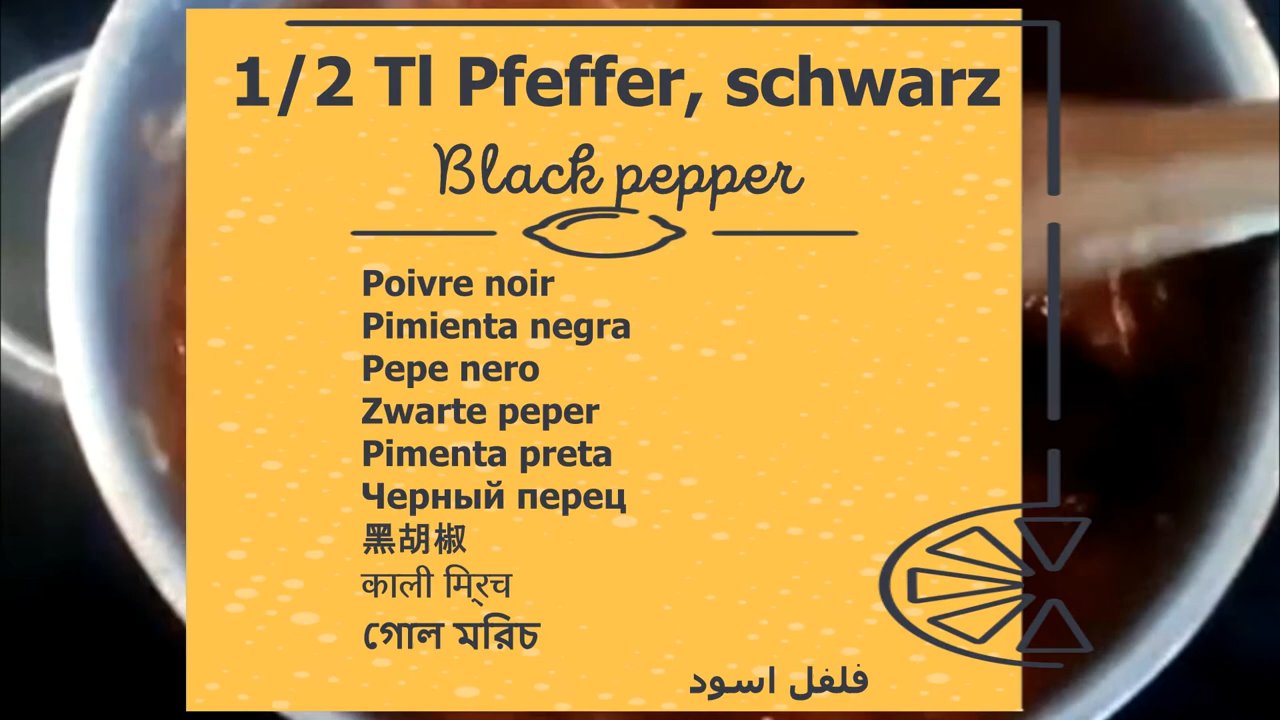 1/2 Tl Pfeffer, schwarz
Black pepper
Poivre noir
Pimienta negra
Pepe nero
Zwarte peper
Pimenta preta
Черный перец
黑胡椒
काली मि्रच
গোল মরিচ
فلفل اسود